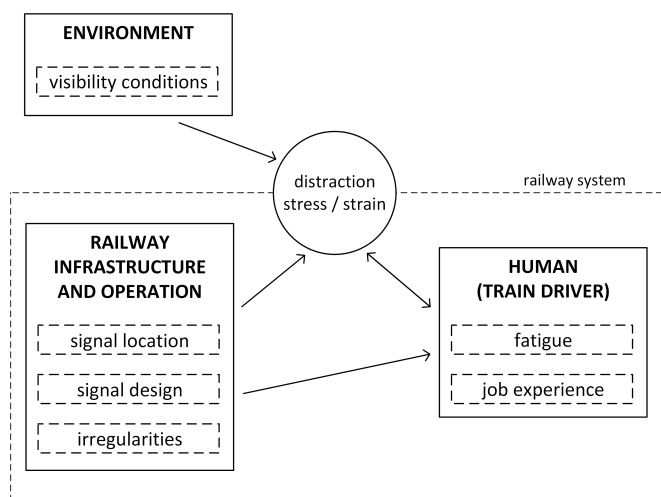 ENVIRONMENT
visibility conditions
distraction
stress / strain
railway system
RAILWAY
INFRASTRUCTURE
AND OPERATION
signal location
signal design
irregularities
HUMAN
(TRAIN DRIVER)
fatigue
job experience